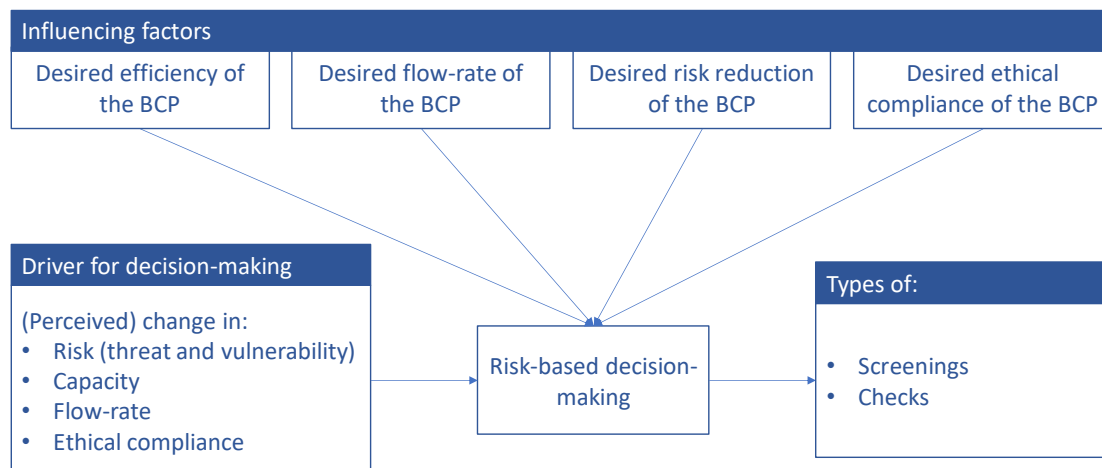 Influencing factors
Desired efficiency of
the BCP
Desired flow-rate of
the BCP
Desired risk reduction
of the BCP
Desired ethical
compliance of the BCP
Driver for decision-making
(Perceived) change in:
• Risk (threat and vulnerability)
• Capacity
• Flow-rate
• Ethical compliance
Risk-based decision-
making
Types of:
• Screenings
• Checks